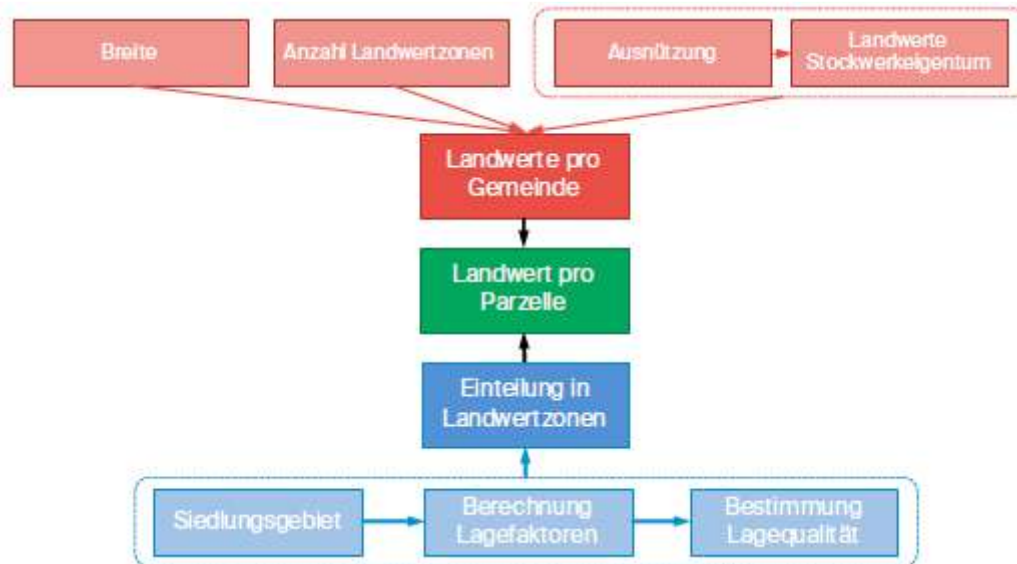 Breite
Anzahl Landwertzonen
Ausnützung
Landwerte
Stockwerkeigentum
Landwerte pro
Gemeinde
Landwert pro
Parzelle
Einteilung in
Landwertzonen
Siedlungsgebiet
Berechnung
Lagefaktoren
Bestimmung
Lagequalität